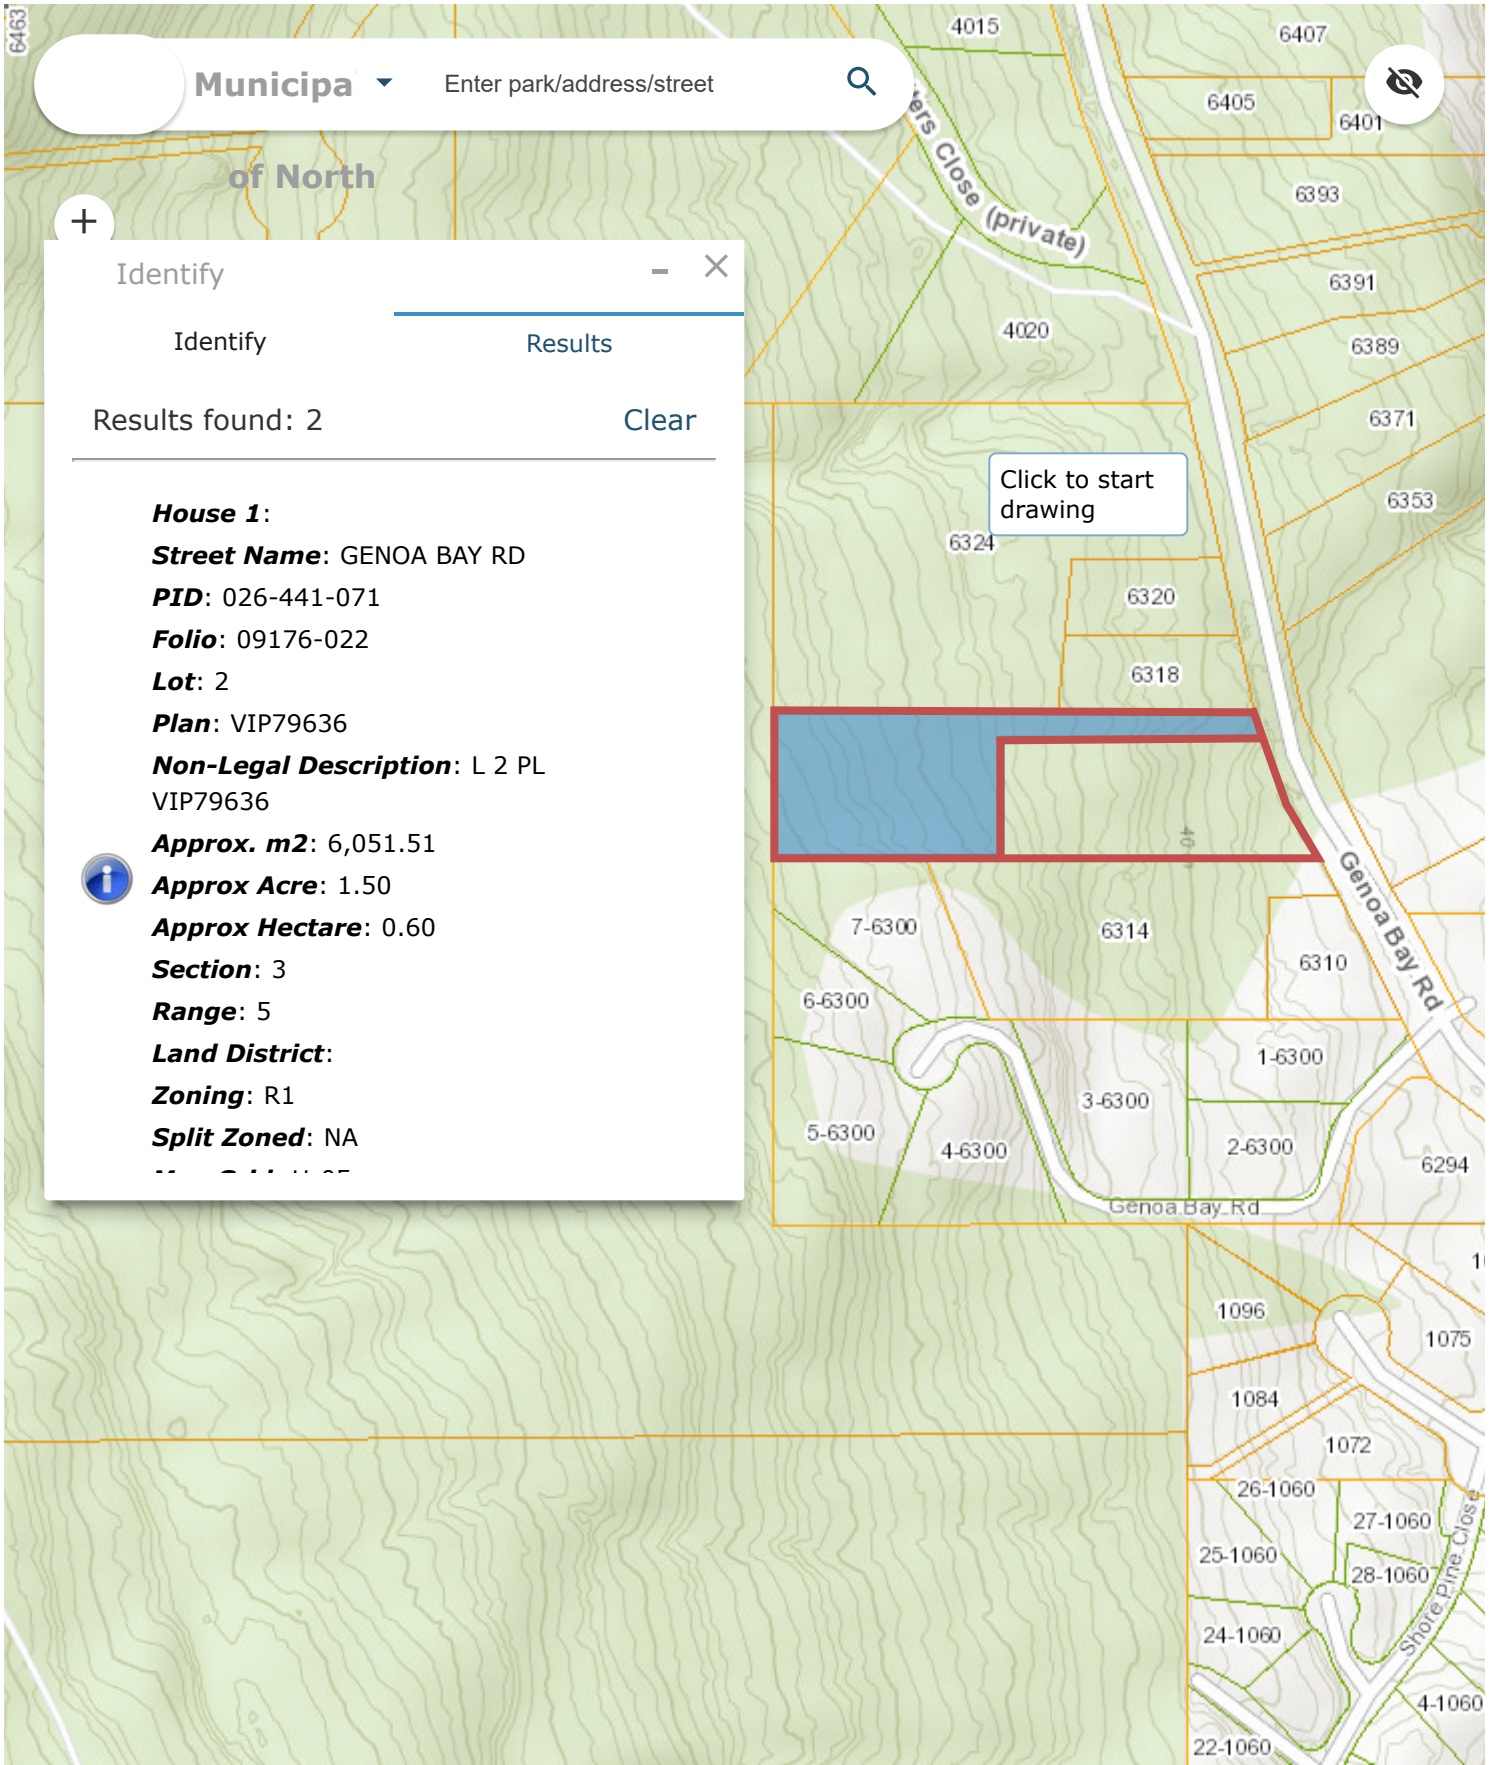 6463
Municipa
Enter park/address/street
of North
+
Identify
Identify
Results
Results found: 2
Clear
House 1:
Street Name: GENOA BAY RD
PID: 026-441-071
Folio: 09176-022
Lot: 2
Plan: VIP79636
Non-Legal Description: L 2 PL
VIP79636
Approx. m2: 6,051.51
Approx Acre: 1.50
Approx Hectare: 0.60
Section: 3
Range: 5
Land District:
Zoning: R1
Split Zoned: NA
4015
6407
6405
6401
Close (private)
6393
6391
4020
6389
6371
Click to start
drawing
6353
6324
6320
6318
40 m
Genoa Bay Rd
7-6300
6314
6310
6-6300
1-6300
3-6300
5-6300
4-6300
2-6300
6294
Genoa Bay Rd
1096
1075
1084
1072
26-1060
27-1060
25-1060
28-1060
Shore Pine Close
24-1060
4-1060
22-1060